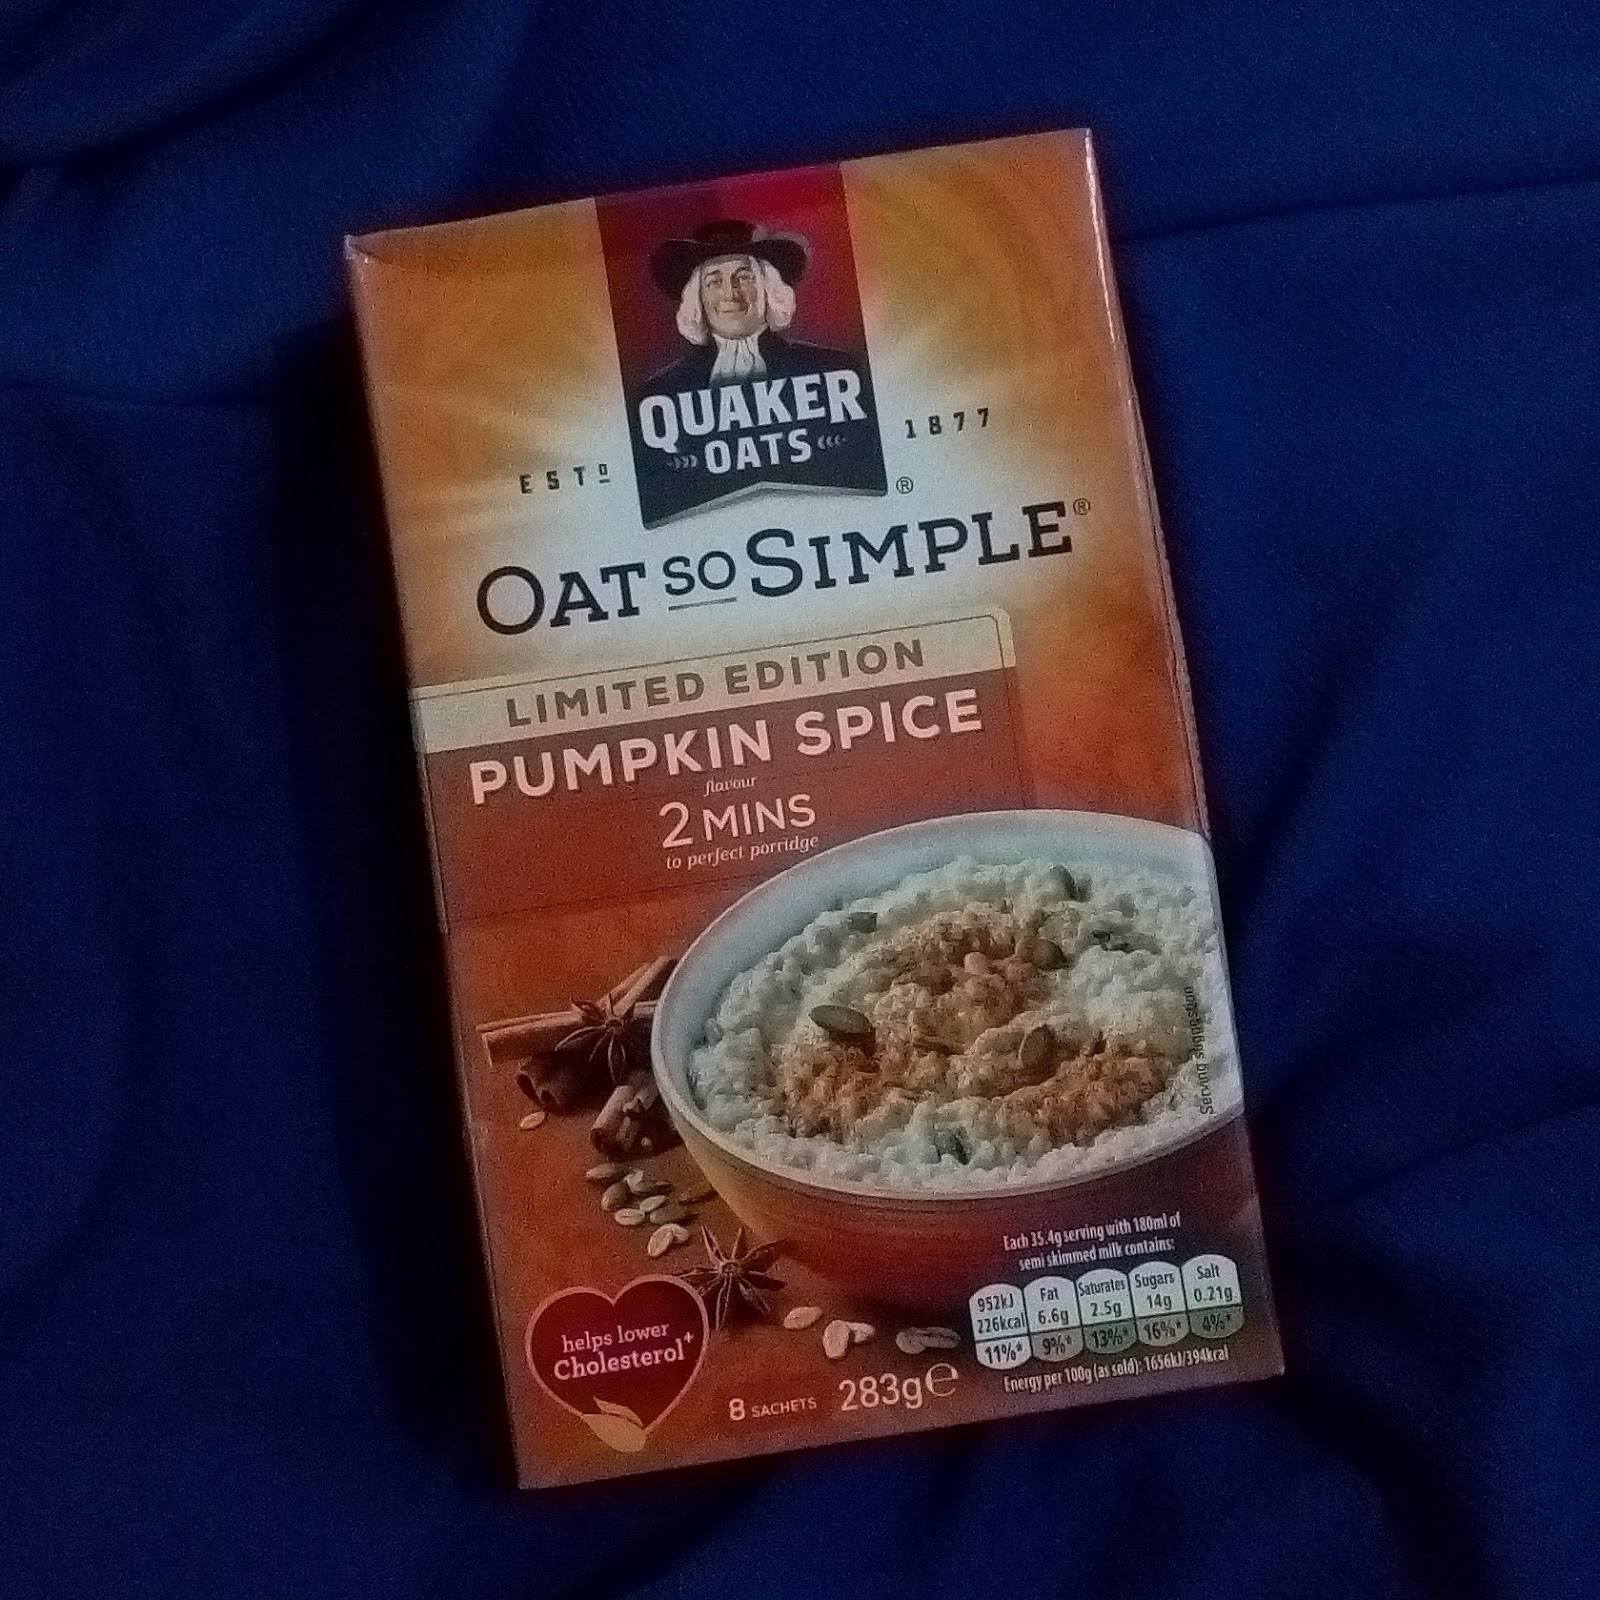 QUAKER
OATS
ESTD 1877
®
OAT SO SIMPLE®
LIMITED EDITION
PUMPKIN SPICE
flavour
2 MINS
to perfect porridge
Serving suggestion
helps lower
Cholesterol+
8 SACHETS 283g℮
Each 35.4g serving with 180ml of
semi skimmed milk contains:
952kJ
226kcal
11%*
Fat
6.6g
9%*
Saturates
2.5g
13%*
Sugars
14g
16%*
Salt
0.21g
4%*
Energy per 100g (as sold): 1656kJ/394kcal